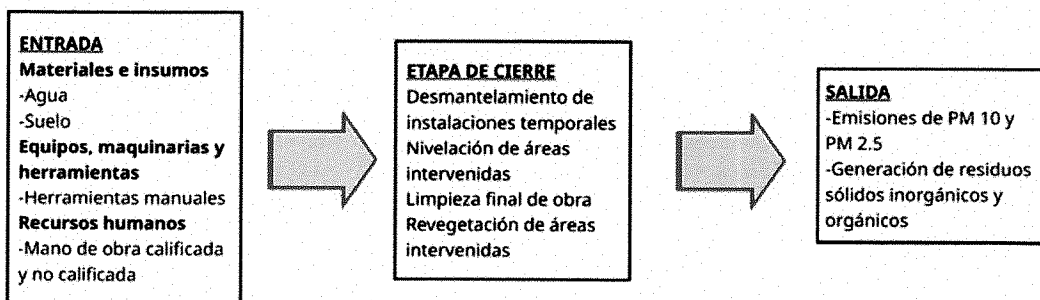 ENTRADA
Materiales e insumos
-Agua
-Suelo
Equipos, maquinarias y
herramientas
-Herramientas manuales
Recursos humanos
-Mano de obra calificada
y no calificada
ETAPA DE CIERRE
Desmantelamiento de
instalaciones temporales
Nivelación de áreas
intervenidas
Limpieza final de obra
Revegetación de áreas
intervenidas
SALIDA
-Emisiones de PM 10 y
PM 2.5
-Generación de residuos
sólidos inorgánicos y
orgánicos